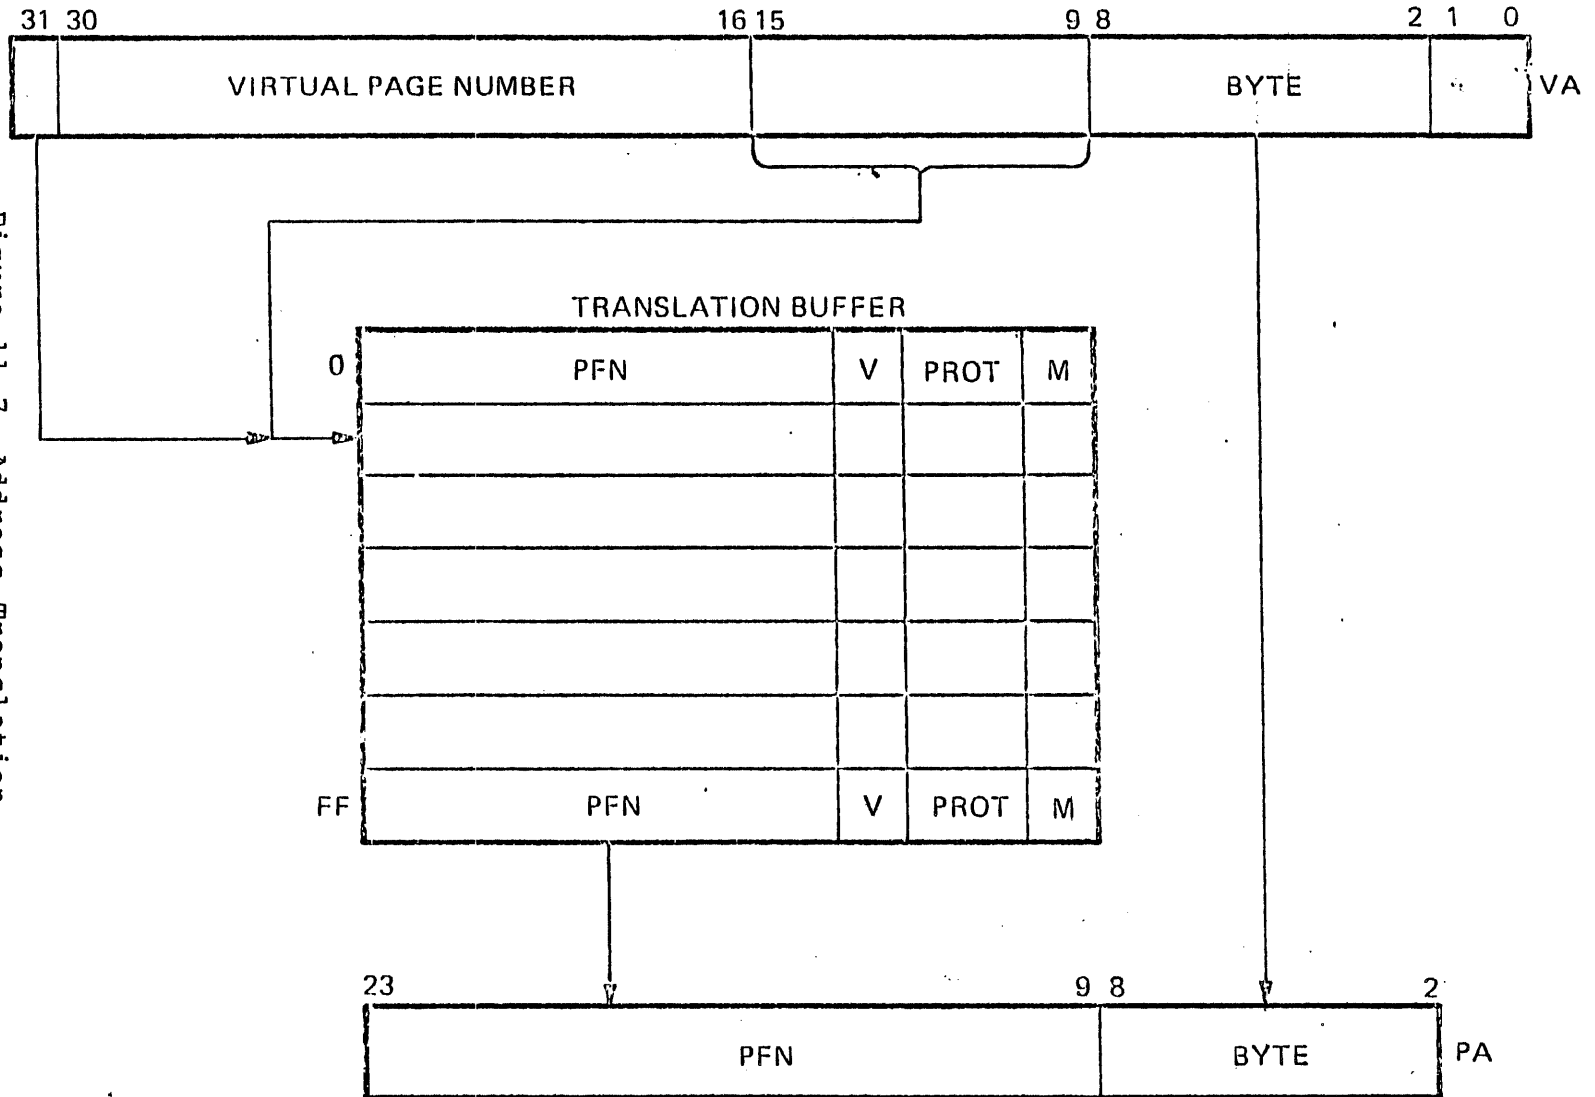 31 30 16 15 9 8 2 1 0
VIRTUAL PAGE NUMBER BYTE VA
TRANSLATION BUFFER
0 PFN V PROT M
FF PFN V PROT M
23 9 8 2
PFN BYTE PA